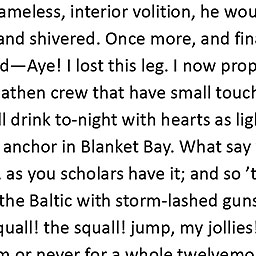 ameless, interior volition, he wou
and shivered. Once more, and fin
d—Aye! I lost this leg. I now prop
athen crew that have small touch
ll drink to-night with hearts as lig
anchor in Blanket Bay. What say
as you scholars have it; and so 't
the Baltic with storm-lashed guns
quall! the squall! jump, my jollies!
m or never for a whole twelvemo